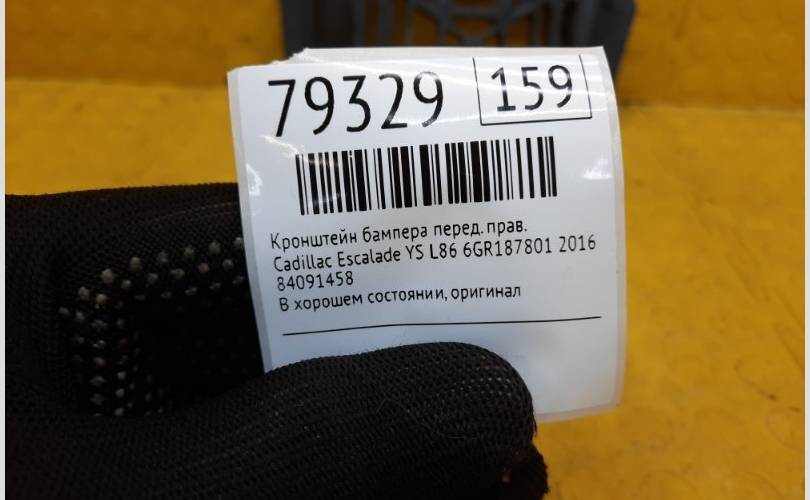 79329 159
Кронштейн бампера перед. прав.
Cadillac Escalade YS L86 6GR187801 2016
84091458
В хорошем состоянии, оригинал